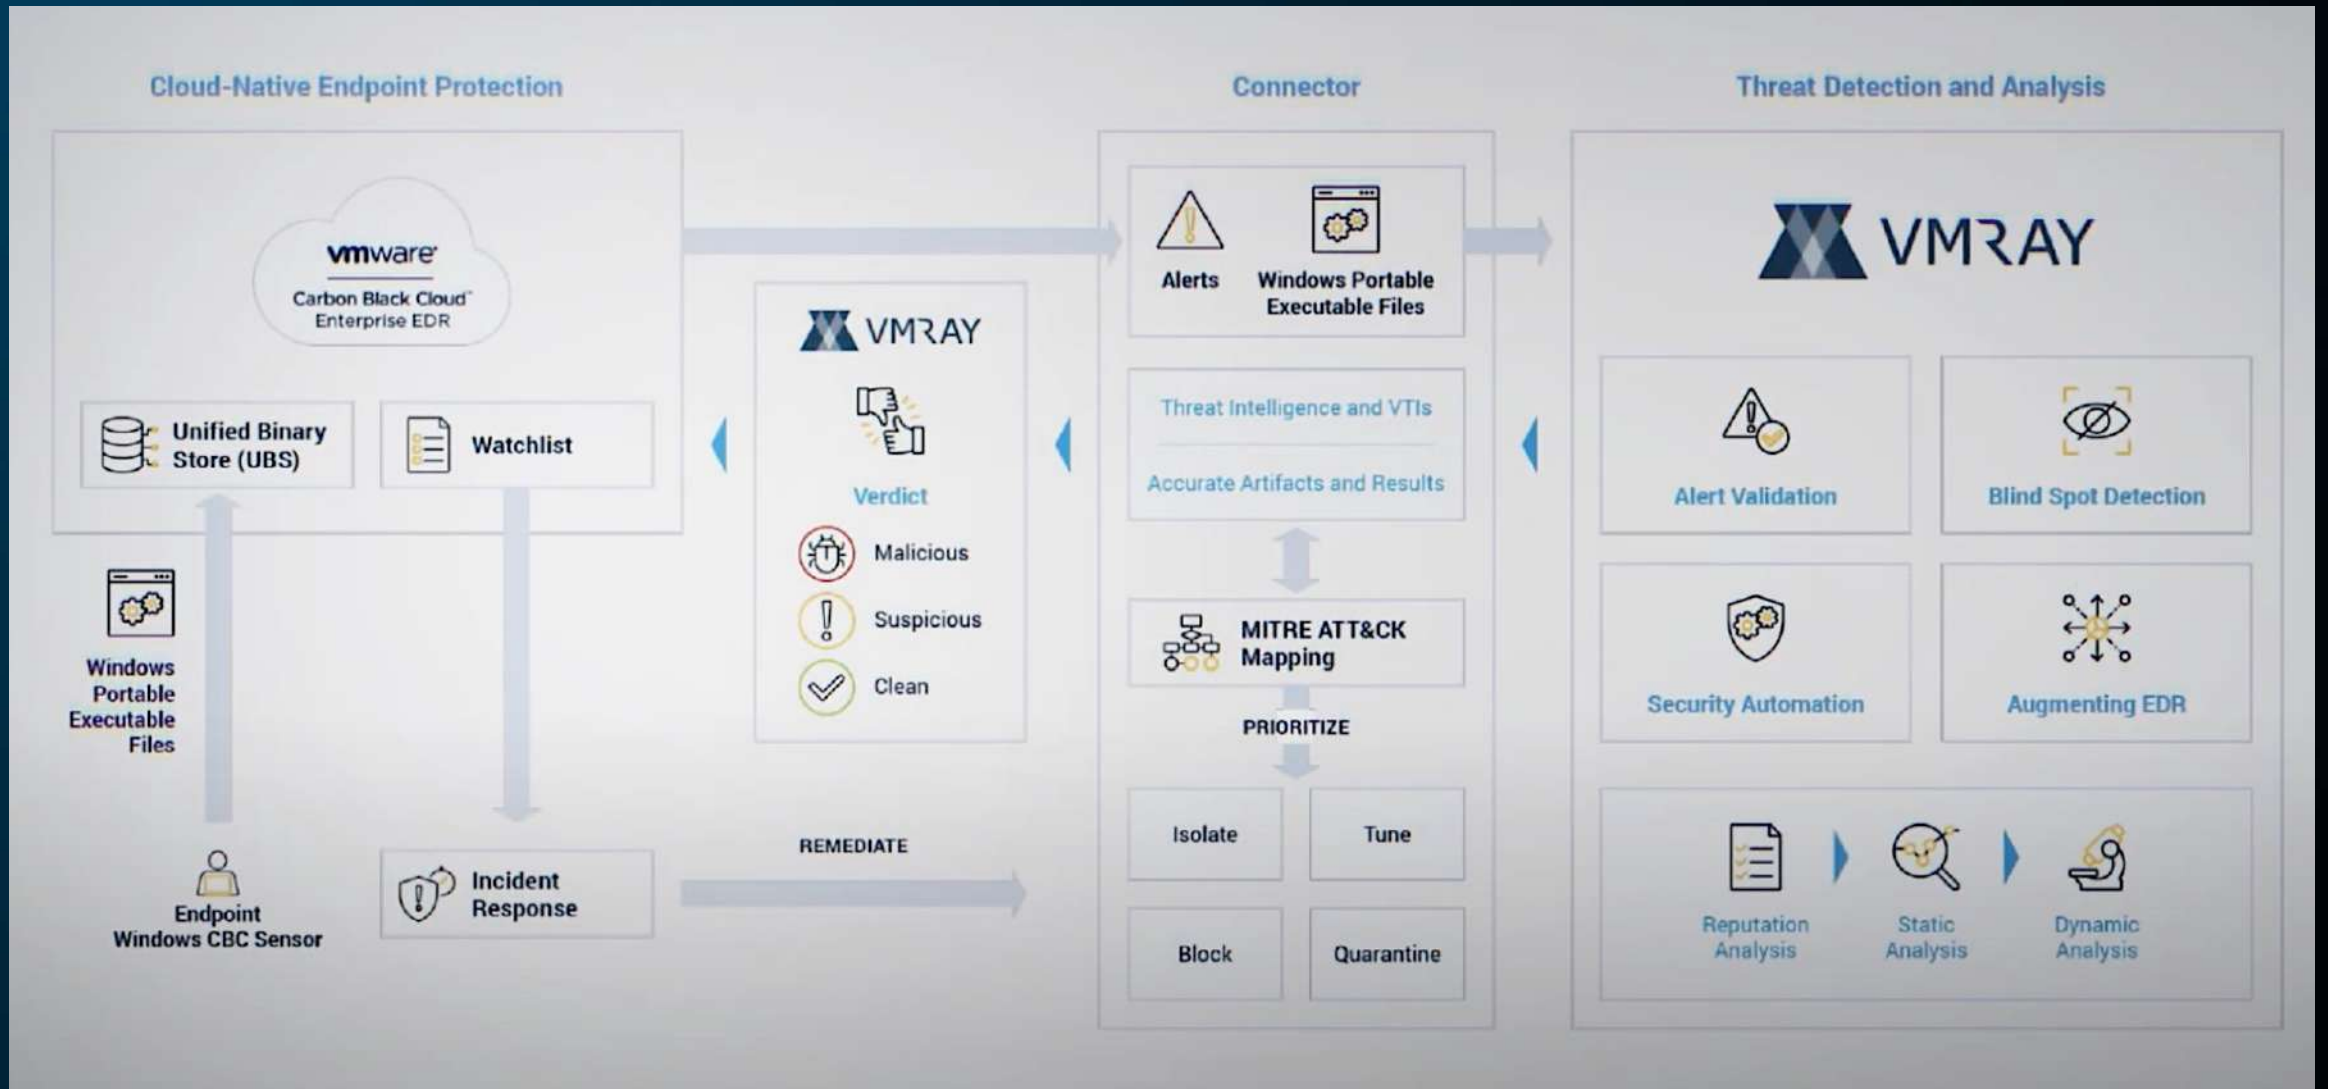 Cloud-Native Endpoint Protection
vmware
Carbon Black Cloud™
Enterprise EDR
Unified Binary
Store (UBS)
Watchlist
Windows
Portable
Executable
Files
Endpoint
Windows CBC Sensor
Incident
Response
VMRAY
Verdict
Malicious
Suspicious
Clean
REMEDIATE
Connector
Alerts
Windows Portable
Executable Files
Threat Intelligence and VTIs
Accurate Artifacts and Results
MITRE ATT&CK
Mapping
PRIORITIZE
Isolate
Tune
Block
Quarantine
Threat Detection and Analysis
VMRAY
Alert Validation
Blind Spot Detection
Security Automation
Augmenting EDR
Reputation
Analysis
Static
Analysis
Dynamic
Analysis